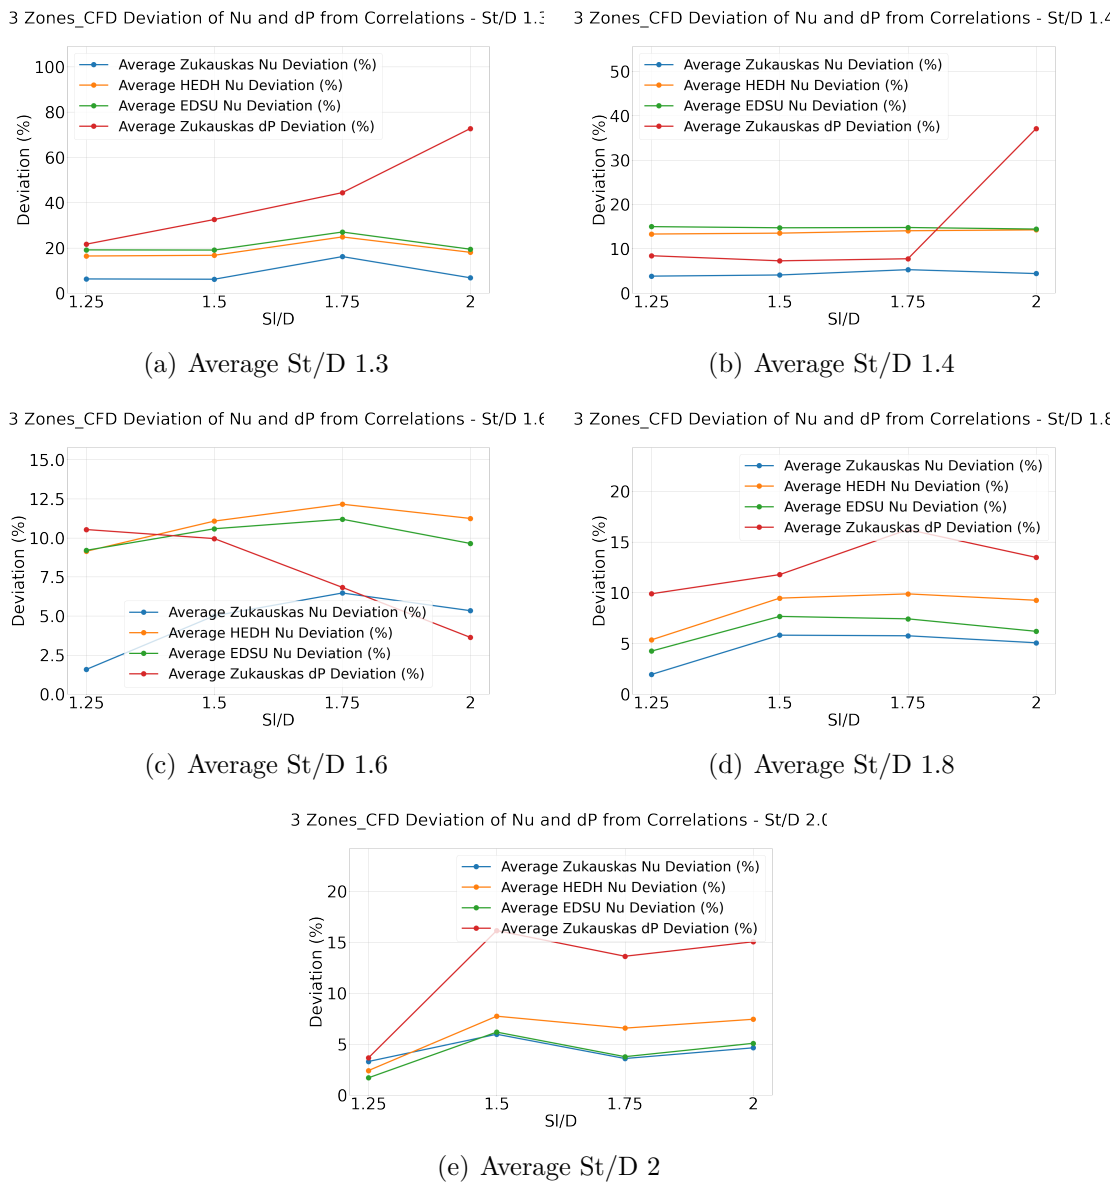 3 Zones_CFD Deviation of Nu and dP from Correlations - St/D 1.3
Average Zukauskas Nu Deviation (%)
Average HEDH Nu Deviation (%)
Average EDSU Nu Deviation (%)
Average Zukauskas dP Deviation (%)
Deviation (%)
100
80
60
40
20
0
1.25 1.5 1.75 2
Sl/D
(a) Average St/D 1.3
3 Zones_CFD Deviation of Nu and dP from Correlations - St/D 1.4
Average Zukauskas Nu Deviation (%)
Average HEDH Nu Deviation (%)
Average EDSU Nu Deviation (%)
Average Zukauskas dP Deviation (%)
Deviation (%)
50
40
30
20
10
0
1.25 1.5 1.75 2
Sl/D
(b) Average St/D 1.4
3 Zones_CFD Deviation of Nu and dP from Correlations - St/D 1.6
Average Zukauskas Nu Deviation (%)
Average HEDH Nu Deviation (%)
Average EDSU Nu Deviation (%)
Average Zukauskas dP Deviation (%)
Deviation (%)
15.0
12.5
10.0
7.5
5.0
2.5
0.0
1.25 1.5 1.75 2
Sl/D
(c) Average St/D 1.6
3 Zones_CFD Deviation of Nu and dP from Correlations - St/D 1.8
Average Zukauskas Nu Deviation (%)
Average HEDH Nu Deviation (%)
Average EDSU Nu Deviation (%)
Average Zukauskas dP Deviation (%)
Deviation (%)
20
15
10
5
0
1.25 1.5 1.75 2
Sl/D
(d) Average St/D 1.8
3 Zones_CFD Deviation of Nu and dP from Correlations - St/D 2.0
Average Zukauskas Nu Deviation (%)
Average HEDH Nu Deviation (%)
Average EDSU Nu Deviation (%)
Average Zukauskas dP Deviation (%)
Deviation (%)
20
15
10
5
0
1.25 1.5 1.75 2
Sl/D
(e) Average St/D 2